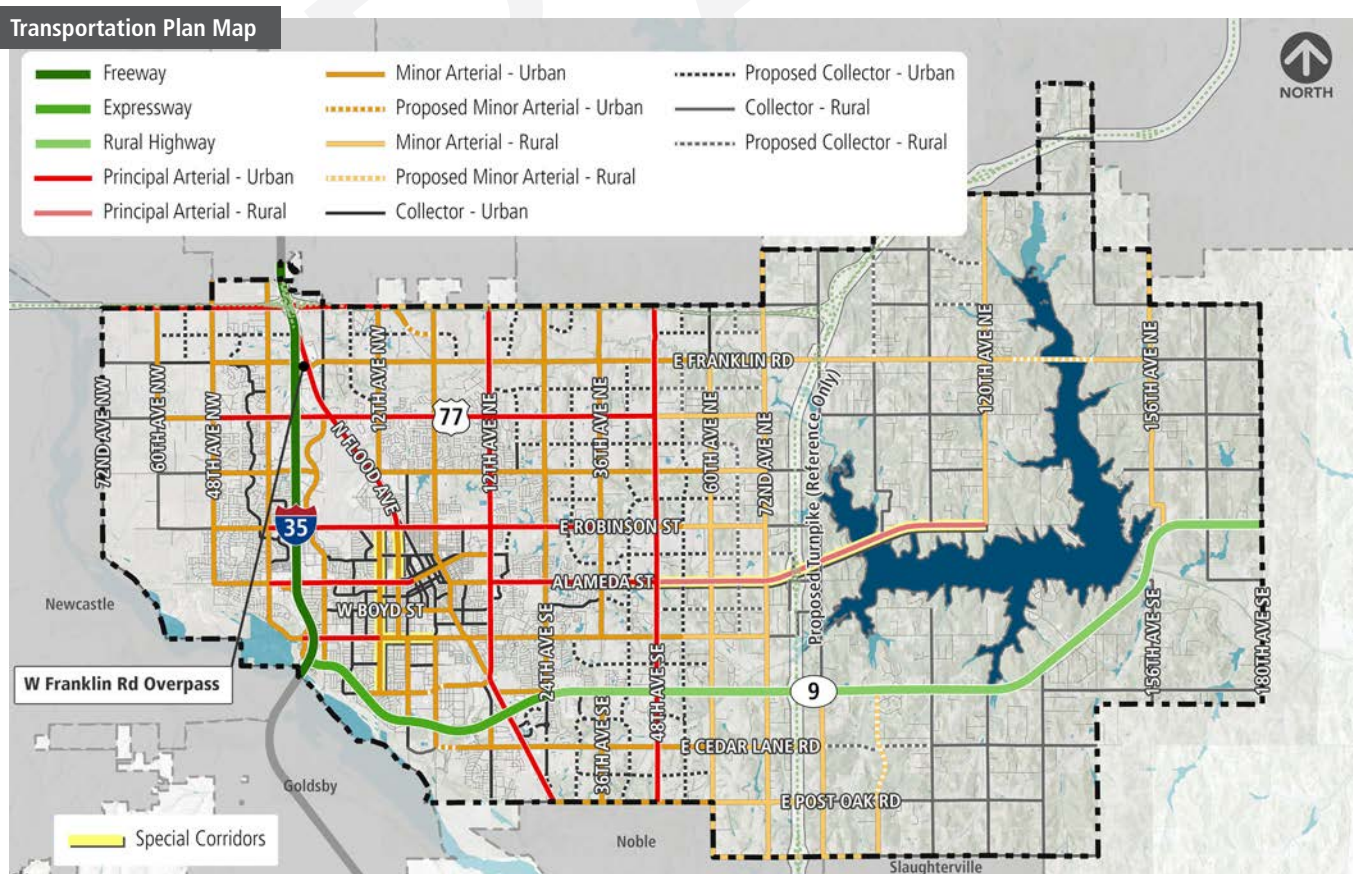 Transportation Plan Map
Freeway
Expressway
Rural Highway
Principal Arterial - Urban
Principal Arterial - Rural
Minor Arterial - Urban
Proposed Minor Arterial - Urban
Minor Arterial - Rural
Proposed Minor Arterial - Rural
Collector - Urban
Proposed Collector - Urban
Collector - Rural
Proposed Collector - Rural
NORTH
72ND AVE NW
60TH AVE NW
48TH AVE NW
12TH AVE NW
N FLOOD AVE
77
12TH AVE NE
36TH AVE NE
E FRANKLIN RD
60TH AVE NE
72ND AVE NE
Proposed Turnpike (Reference Only)
120TH AVE NE
156TH AVE NE
35
E ROBINSON ST
ALAMEDA ST
W BOYD ST
Newcastle
W Franklin Rd Overpass
24TH AVE SE
36TH AVE SE
48TH AVE SE
9
156TH AVE SE
180TH AVE SE
E CEDAR LANE RD
E POST OAK RD
Goldsby
Noble
Slaughterville
Special Corridors